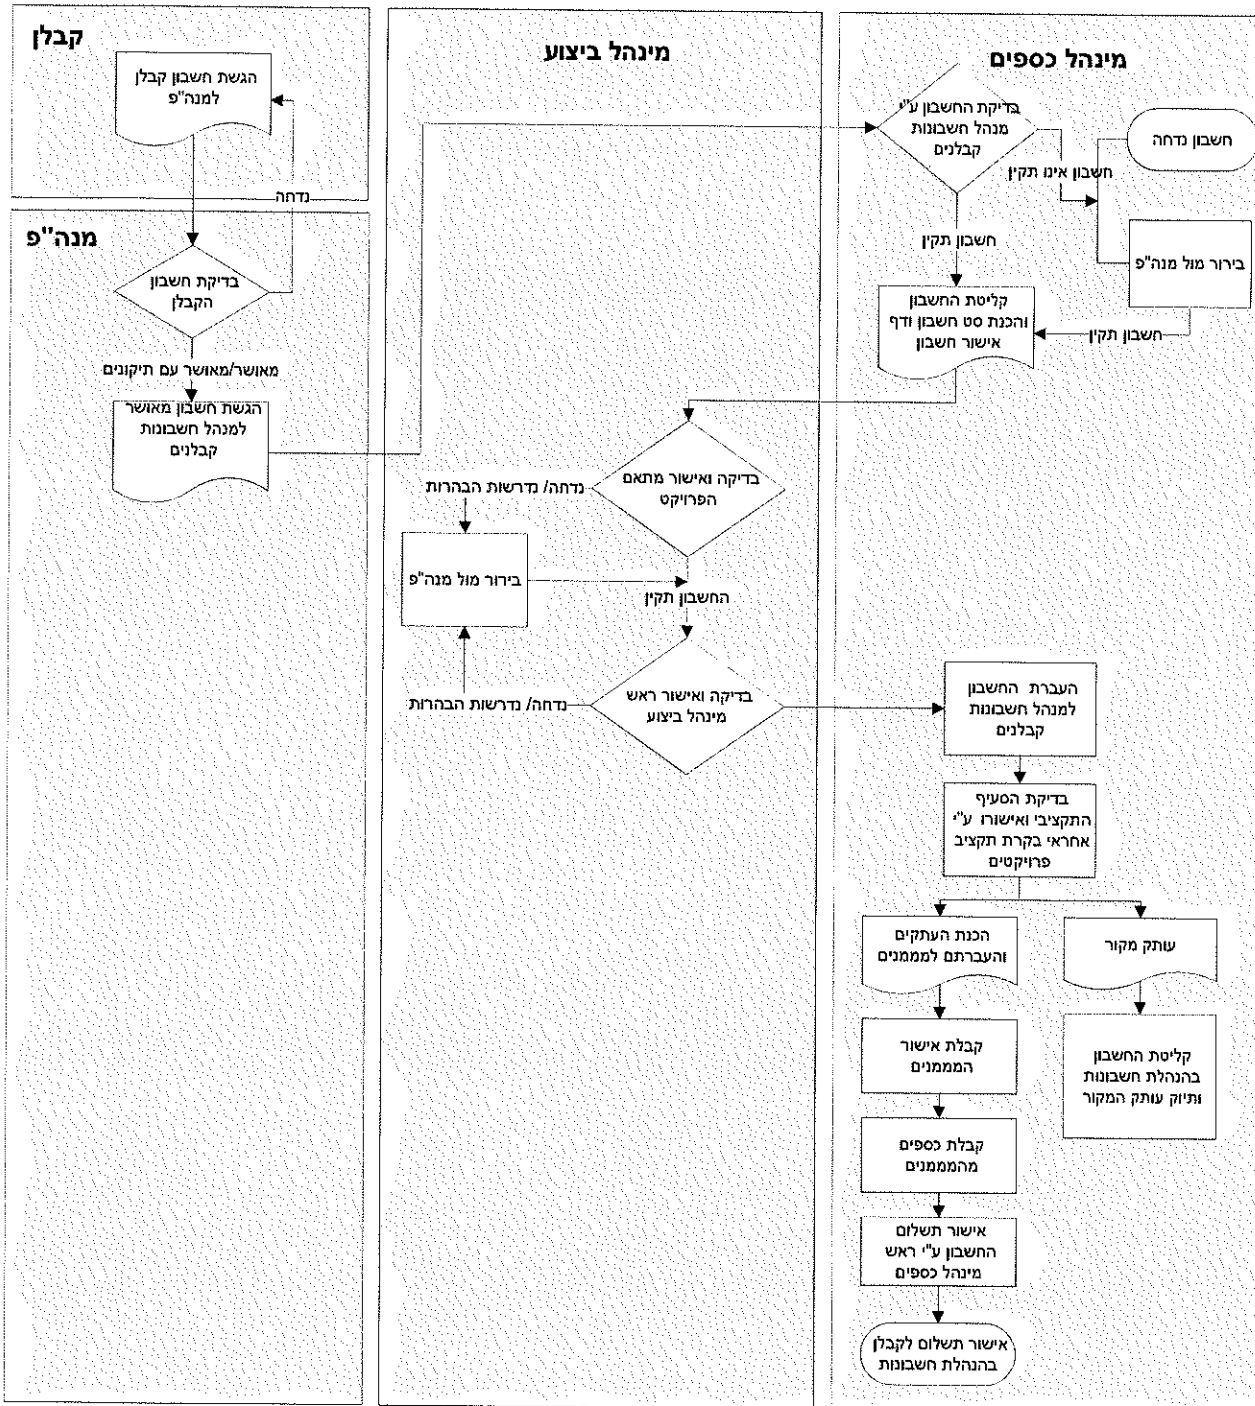 קבלן
הגשת חשבון קבלן
למנה"פ
נדחה
מנה"פ
בדיקת חשבון
הקבלן
מאושר/מאושר עם תיקונים
הגשת חשבון מאושר
למנהל חשבונות
קבלנים
מינהל ביצוע
בדיקה ואישור מתאם
הפרויקט
נדחה/ נדרשות הבהרות
בירור מול מנה"פ
החשבון תקין
בדיקה ואישור ראש
מינהל ביצוע
נדחה/ נדרשות הבהרות
מינהל כספים
בדיקת החשבון ע"י
מנהל חשבונות
קבלנים
חשבון נדחה
חשבון אינו תקין
בירור מול מנה"פ
חשבון תקין
חשבון תקין
קליטת החשבון
והכנת סט חשבון ודף
אישור חשבון
העברת החשבון
למנהל חשבונות
קבלנים
בדיקת הסעיף
התקציבי ואישורו ע"י
אחראי בקרת תקציב
פרויקטים
הכנת העתקים
והעברתם לממממנים
עותק מקור
קבלת אישור
המממנים
קליטת החשבון
בהנהלת חשבונות
ותיוק עותק המקור
קבלת כספים
מהמממנים
אישור תשלום
החשבון ע"י ראש
מינהל כספים
אישור תשלום לקבלן
בהנהלת חשבונות